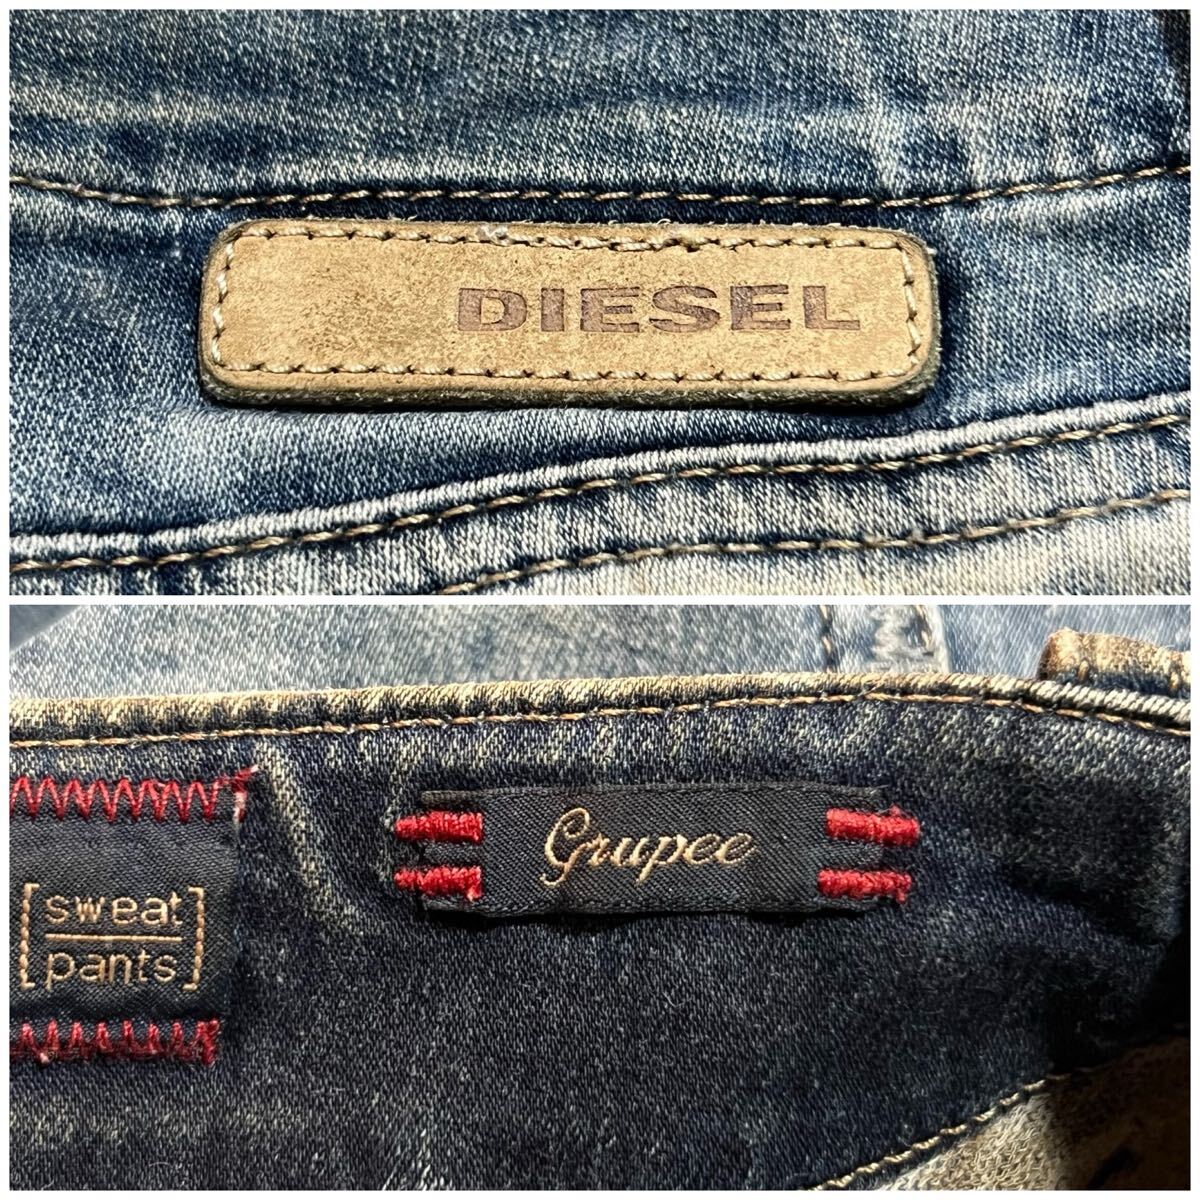 DIESEL
[sweat
pants]
Grupee